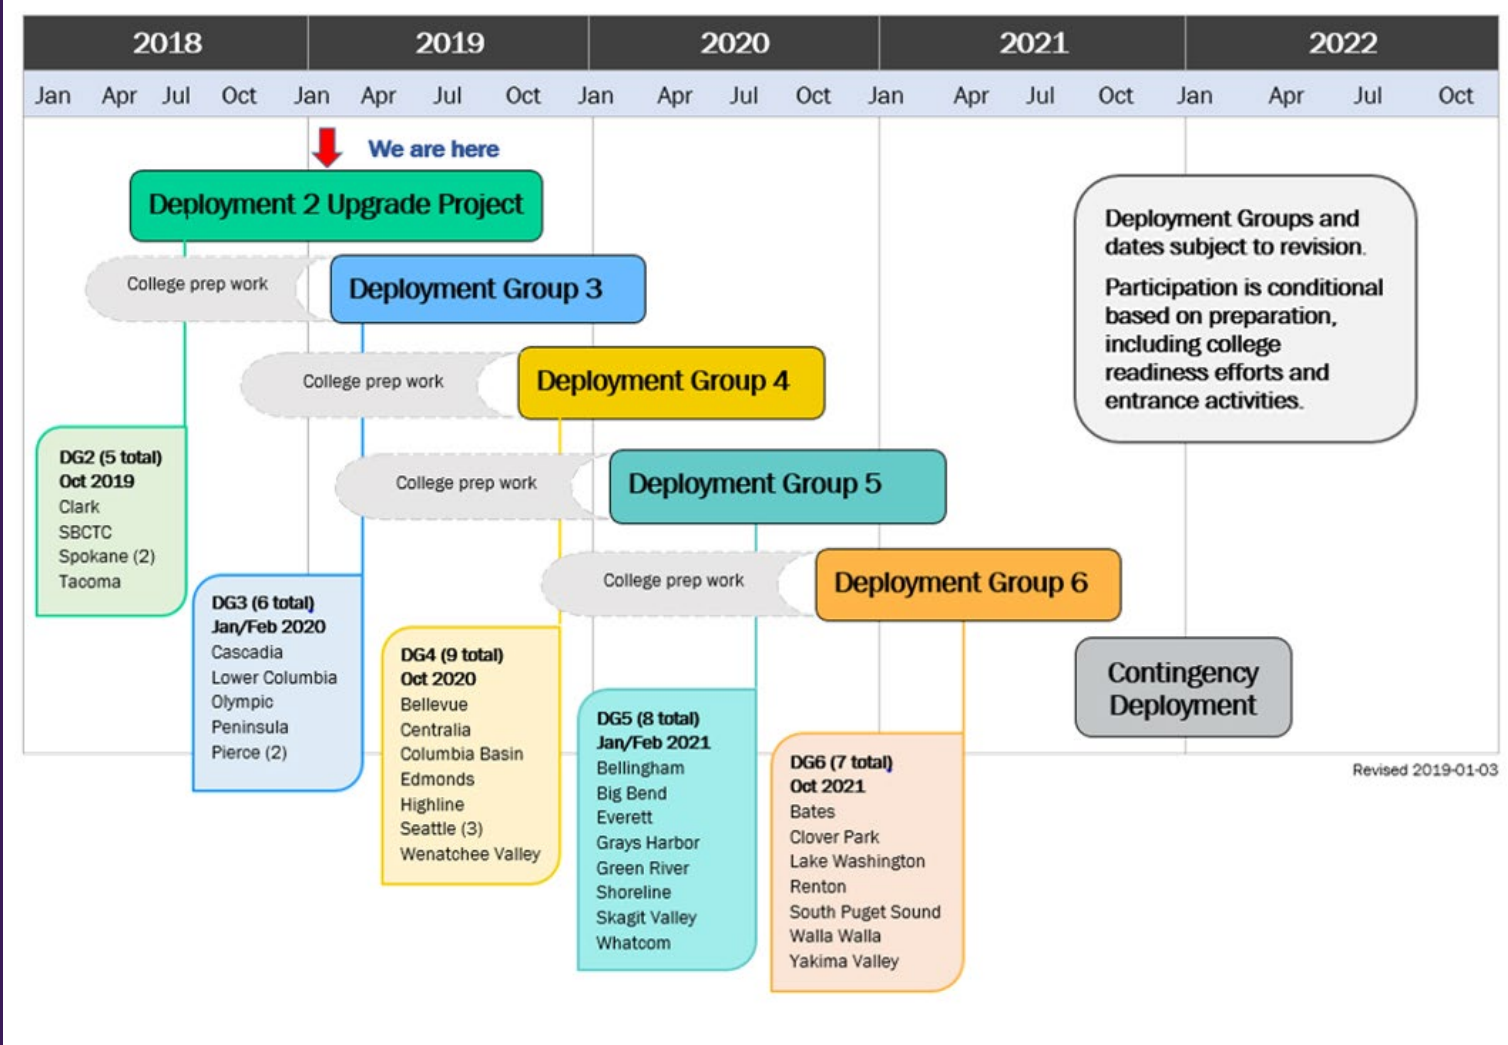 2018 2019 2020 2021 2022
Jan Apr Jul Oct Jan Apr Jul Oct Jan Apr Jul Oct Jan Apr Jul Oct Jan Apr Jul Oct
We are here
Deployment 2 Upgrade Project
College prep work
Deployment Group 3
College prep work
Deployment Group 4
College prep work
Deployment Group 5
College prep work
Deployment Group 6
Deployment Groups and
dates subject to revision.
Participation is conditional
based on preparation,
including college
readiness efforts and
entrance activities.
Contingency
Deployment
Revised 2019-01-03
DG2 (5 total)
Oct 2019
Clark
SBCTC
Spokane (2)
Tacoma
DG3 (6 total)
Jan/Feb 2020
Cascadia
Lower Columbia
Olympic
Peninsula
Pierce (2)
DG4 (9 total)
Oct 2020
Bellevue
Centralia
Columbia Basin
Edmonds
Highline
Seattle (3)
Wenatchee Valley
DG5 (8 total)
Jan/Feb 2021
Bellingham
Big Bend
Everett
Grays Harbor
Green River
Shoreline
Skagit Valley
Whatcom
DG6 (7 total)
Oct 2021
Bates
Clover Park
Lake Washington
Renton
South Puget Sound
Walla Walla
Yakima Valley